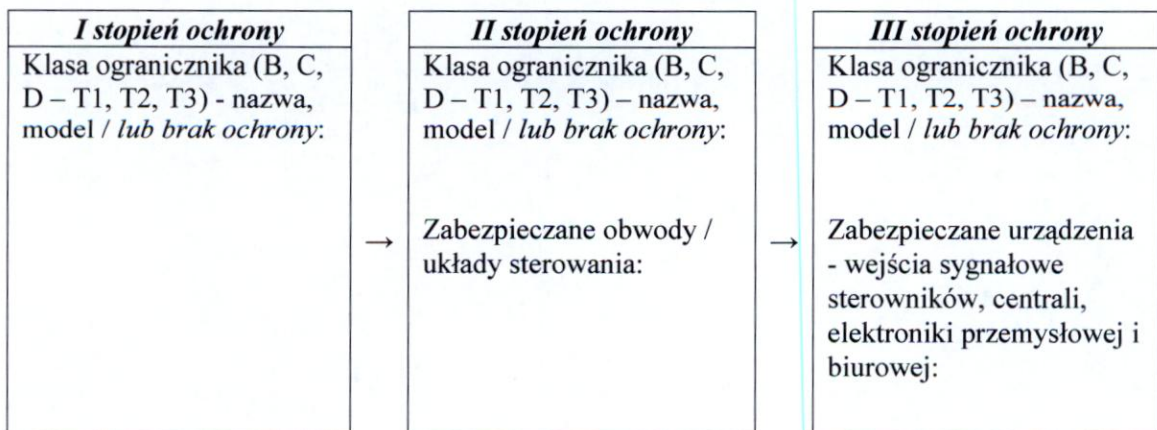 I stopień ochrony
Klasa ogranicznika (B, C,
D – T1, T2, T3) - nazwa,
model / lub brak ochrony:
→
II stopień ochrony
Klasa ogranicznika (B, C,
D – T1, T2, T3) – nazwa,
model / lub brak ochrony:
Zabezpieczane obwody /
układy sterowania:
→
III stopień ochrony
Klasa ogranicznika (B, C,
D – T1, T2, T3) – nazwa,
model / lub brak ochrony:
Zabezpieczane urządzenia
- wejścia sygnałowe
sterowników, centrali,
elektroniki przemysłowej i
biurowej: